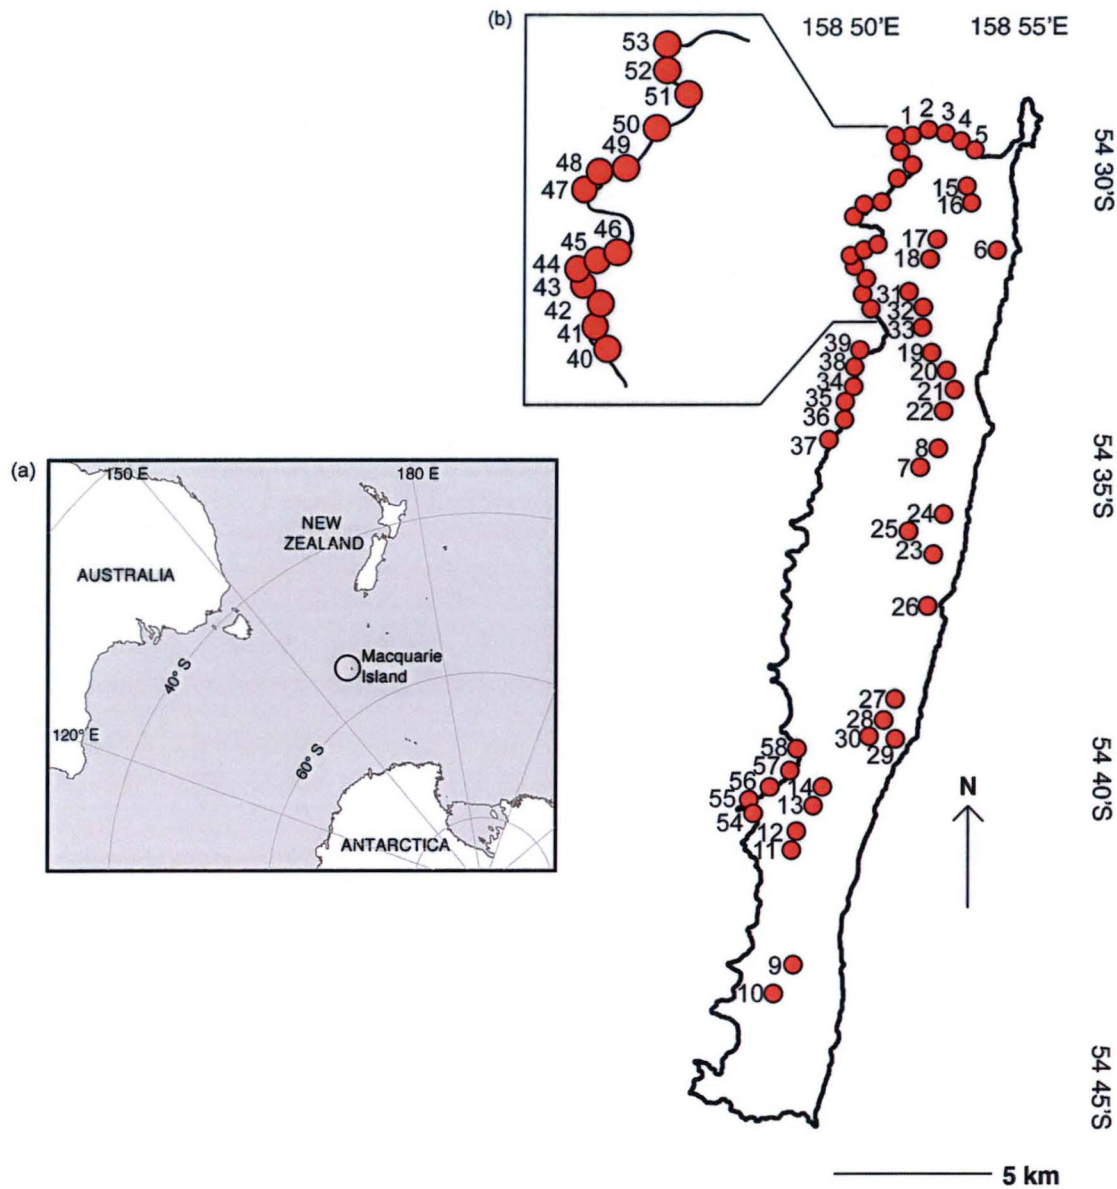 (b)
158 50'E
158 55'E
53
52
51
50
49
48
47
46
45
44
43
42
41
40
1
2
3
4
5
15
16
17
18
6
31
32
33
19
20
21
22
39
38
34
35
36
37
8
7
24
25
23
26
27
28
30
29
58
57
56
55
54
14
13
12
11
9
10
54 30'S
54 35'S
54 40'S
54 45'S
N
5 km
(a)
150 E
180 E
NEW
ZEALAND
AUSTRALIA
Macquarie
Island
40° S
120° E
60° S
ANTARCTICA